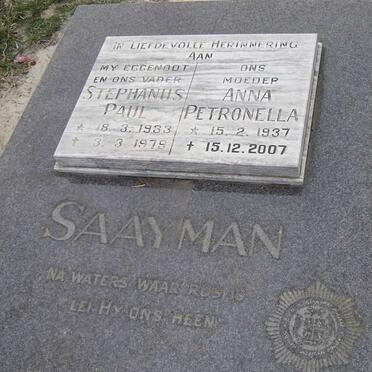 IN LIEFDEVOLLE HERINNERING
AAN
MY EGGENOOT
EN ONS VADER
STEPHANUS
PAUL
* 18.3.1933
† 3.3.1978
ONS
MOEDER
ANNA
PETRONELLA
* 15.2.1937
† 15.12.2007
SAAYMAN
NA WATERS WAAR RUS IS
LEI HY ONS HEEN